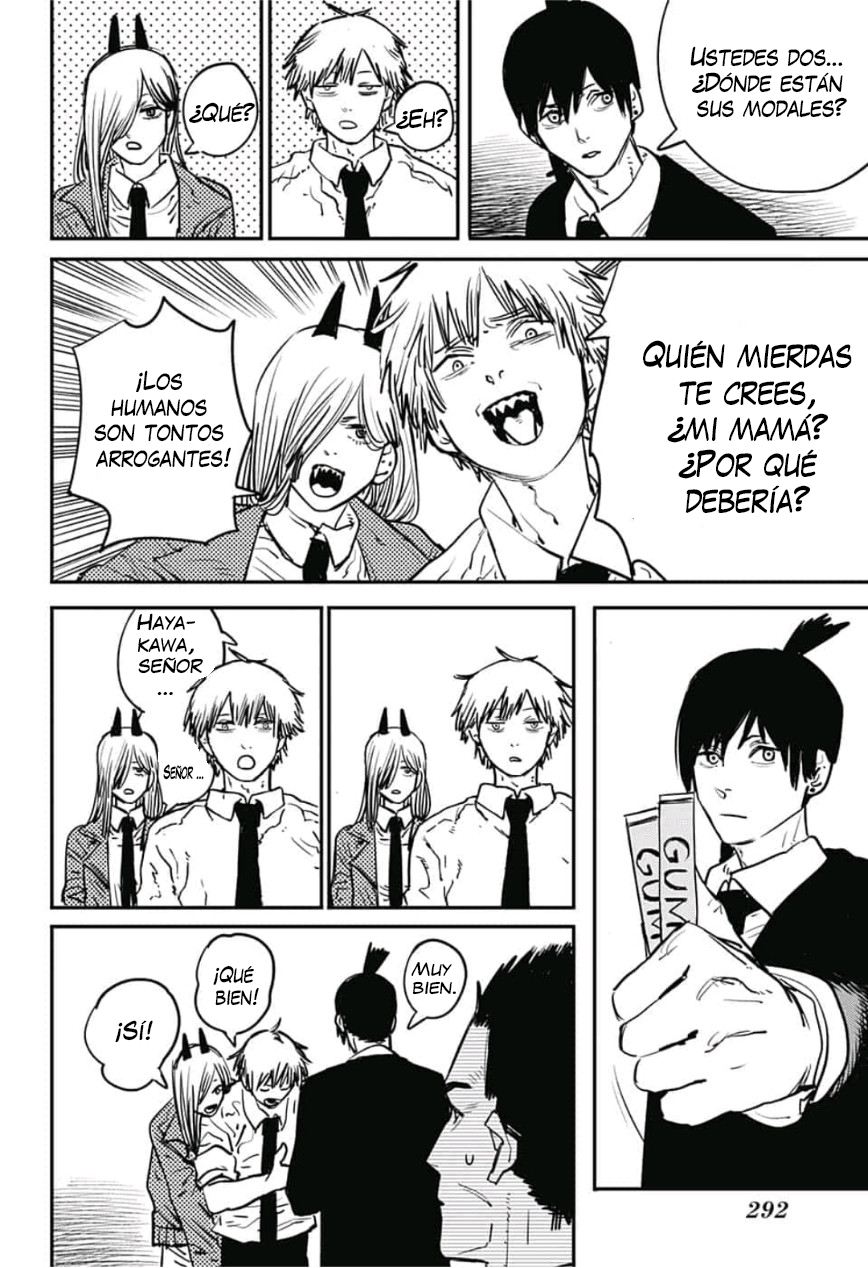 Ustedes dos...
¿Dónde están
sus modales?
¿Eh?
¿Qué?
Quién mierdas
te crees,
¿mi mamá?
¿Por qué
debería?
¡Los
humanos
son tontos
arrogantes!
GUM
GUM
Haya-
kawa,
señor
...
Señor ...
Muy
bien.
¡Qué
bien!
¡Sí!
292